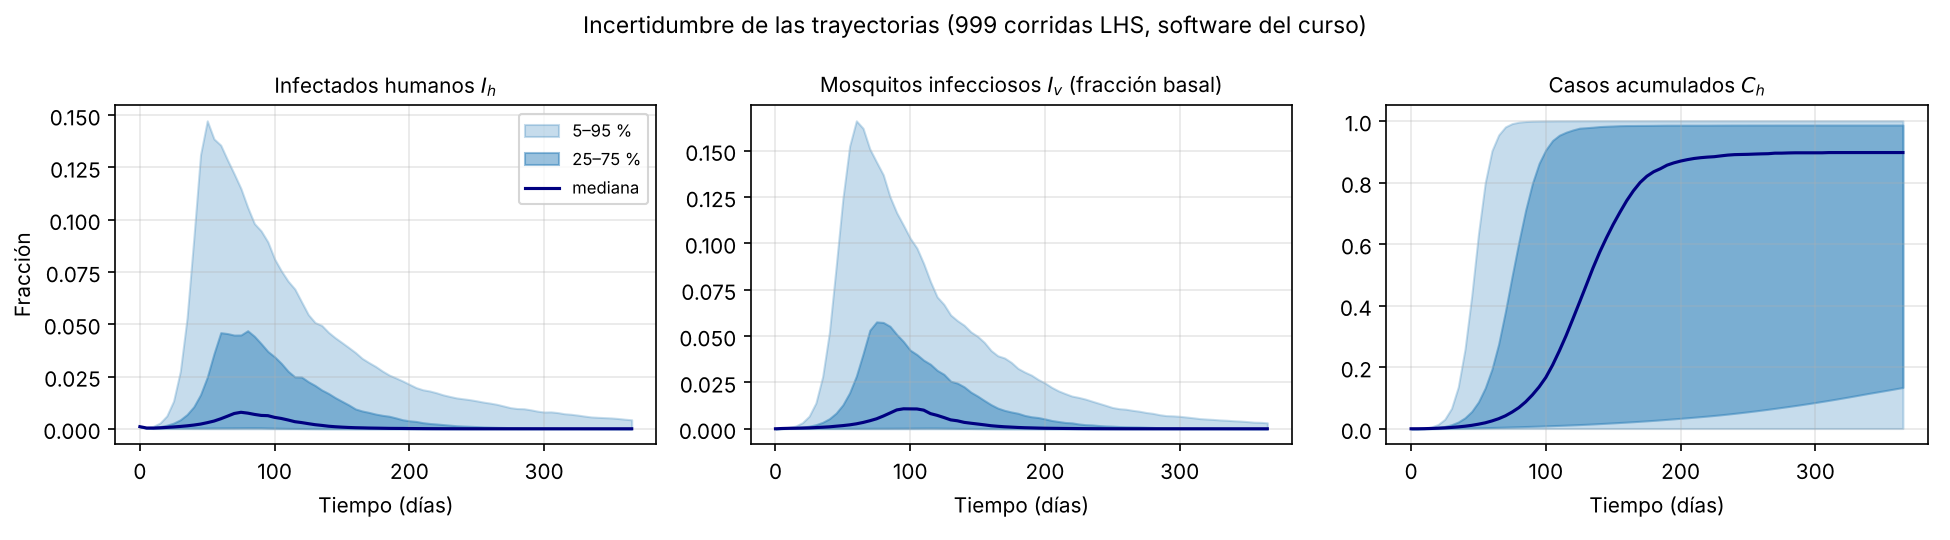 Incertidumbre de las trayectorias (999 corridas LHS, software del curso)
Infectados humanos I_h
Fracción
0.150
0.125
0.100
0.075
0.050
0.025
0.000
5–95 %
25–75 %
mediana
0 100 200 300
Tiempo (días)
Mosquitos infecciosos I_v (fracción basal)
0.150
0.125
0.100
0.075
0.050
0.025
0.000
0 100 200 300
Tiempo (días)
Casos acumulados C_h
1.0
0.8
0.6
0.4
0.2
0.0
0 100 200 300
Tiempo (días)